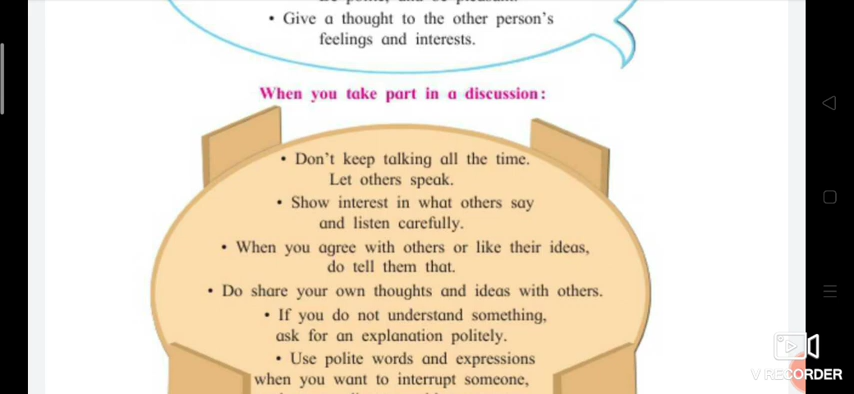 • Give a thought to the other person's
feelings and interests.
When you take part in a discussion:
• Don't keep talking all the time.
Let others speak.
• Show interest in what others say
and listen carefully.
• When you agree with others or like their ideas,
do tell them that.
• Do share your own thoughts and ideas with others.
• If you do not understand something,
ask for an explanation politely.
• Use polite words and expressions
when you want to interrupt someone,
V RECORDER